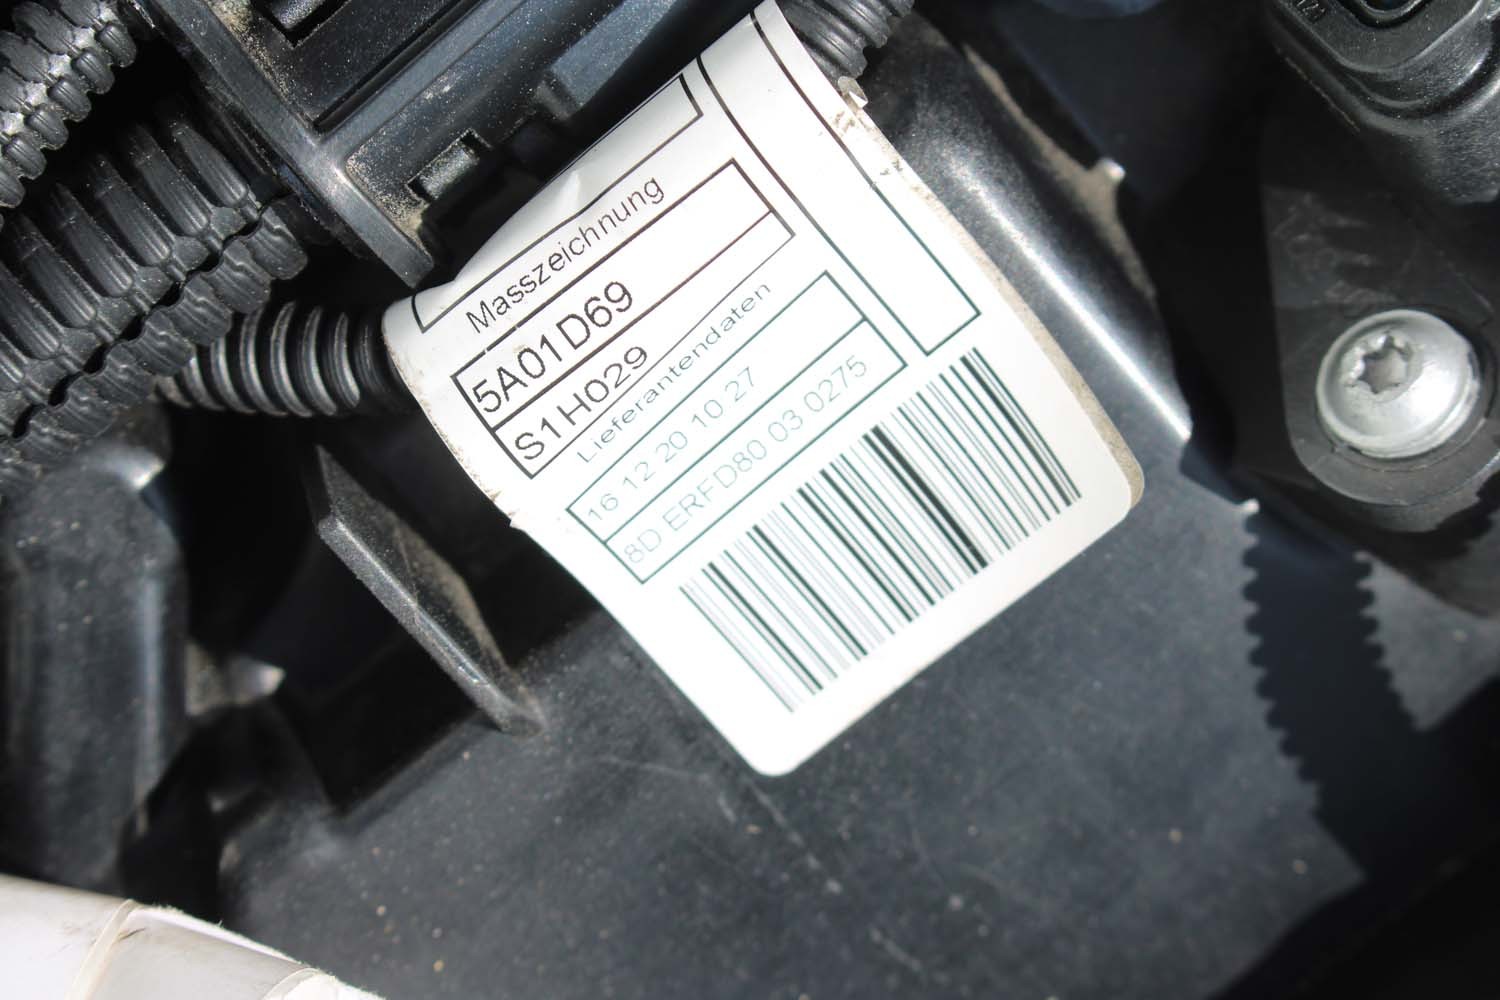 Masszeichnung
5A01D69
S1H029
Lieferantendaten
16 12 20 10 27
8D ERFD80 03 0275